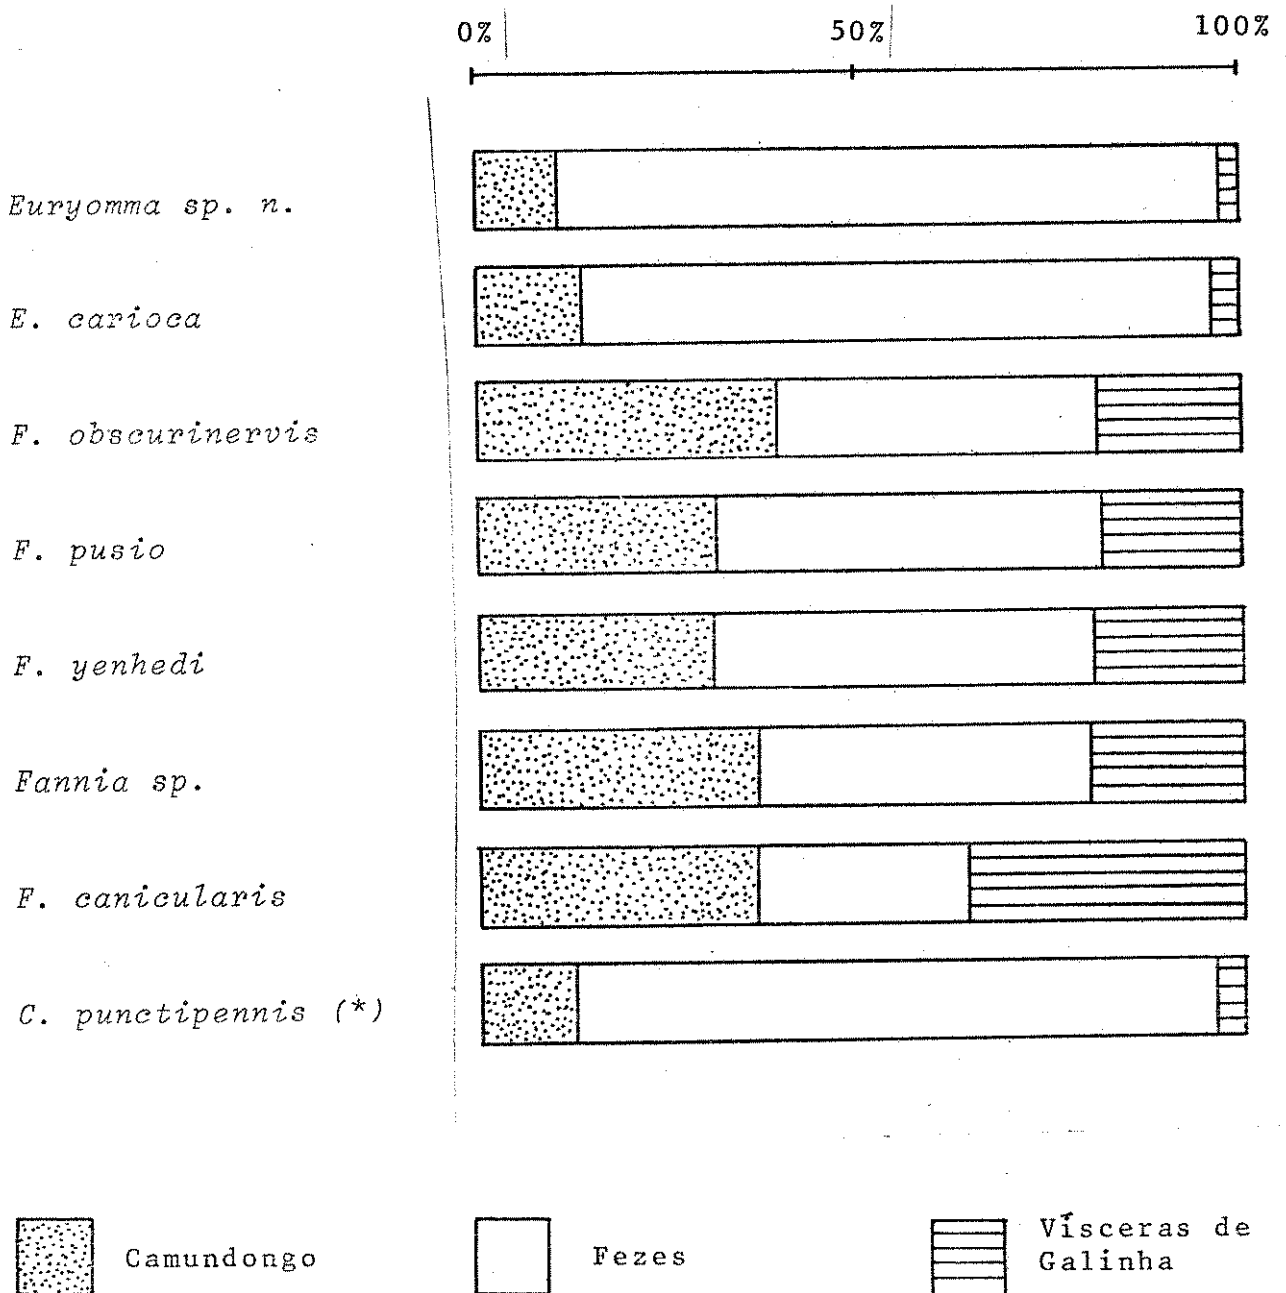 0% 50% 100%
Euryomma sp. n.
E. carioca
F. obscurinervis
F. pusio
F. yenhedi
Fannia sp.
F. canicularis
C. punctipennis (*)
Camundongo
Fezes
Vísceras de
Galinha